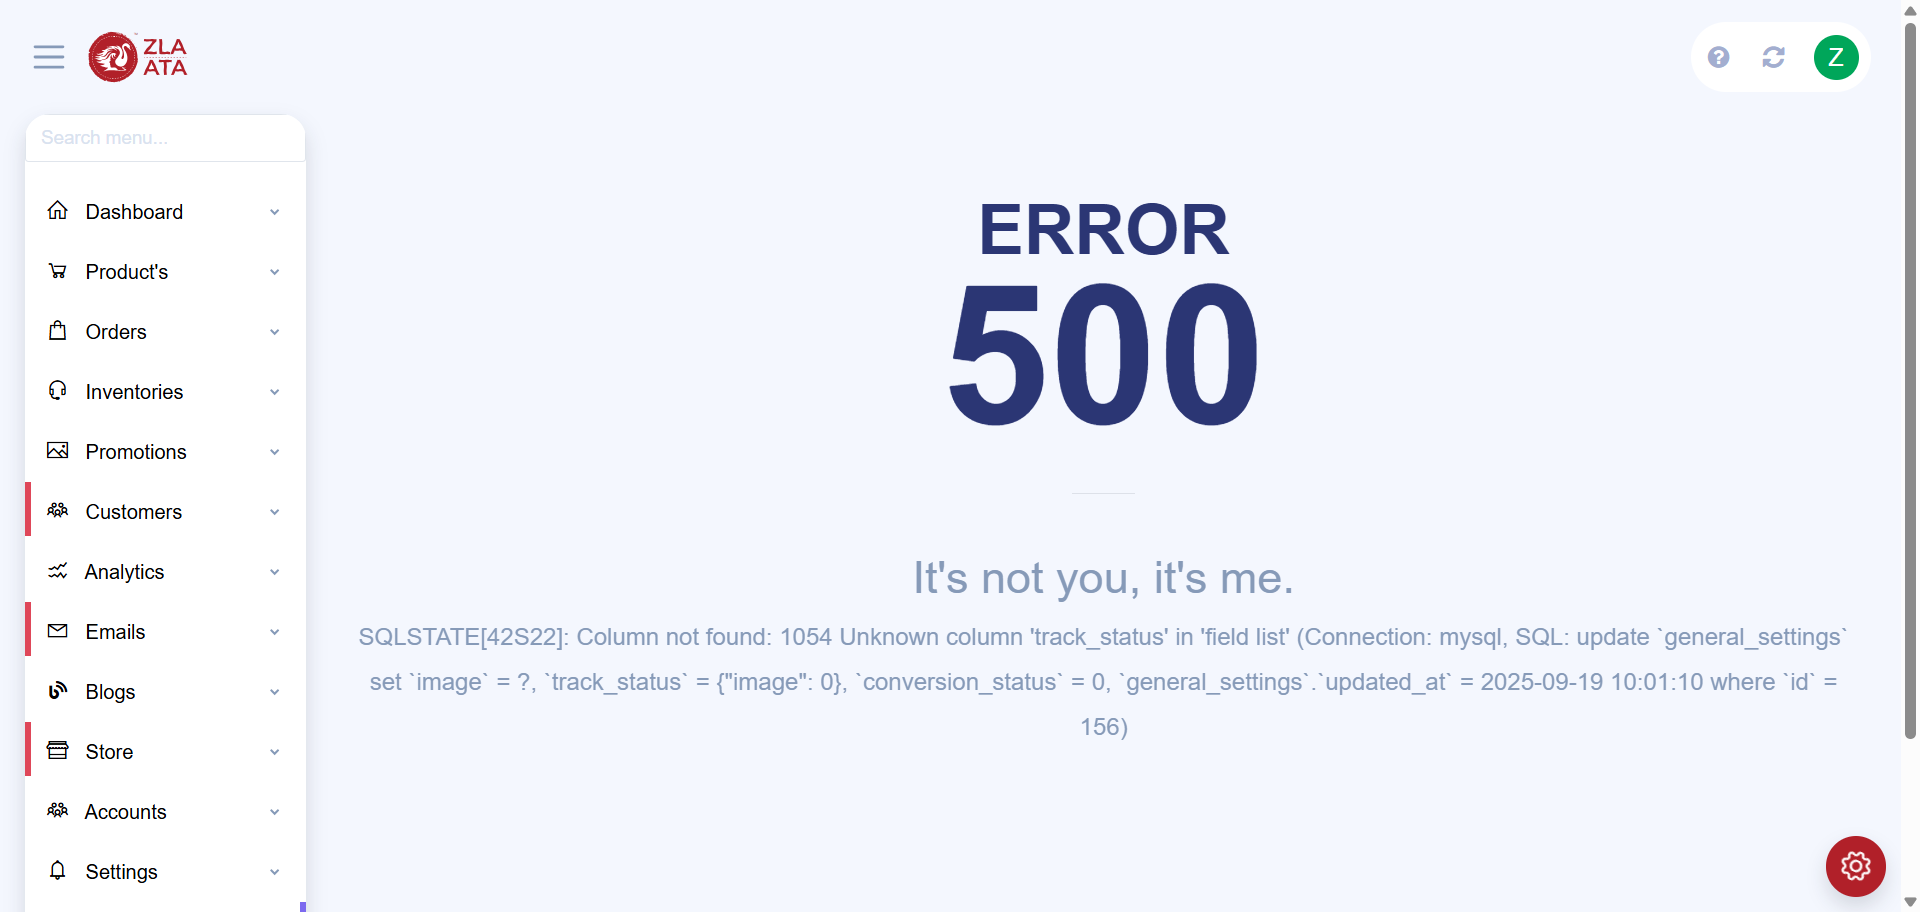 ZLA
ATA
Z
Search menu...
Dashboard
Product's
Orders
Inventories
Promotions
Customers
Analytics
Emails
Blogs
Store
Accounts
Settings
ERROR
500
It's not you, it's me.
SQLSTATE[42S22]: Column not found: 1054 Unknown column 'track_status' in 'field list' (Connection: mysql, SQL: update `general_settings`
set `image` = ?, `track_status` = {"image": 0}, `conversion_status` = 0, `general_settings`.`updated_at` = 2025-09-19 10:01:10 where `id` =
156)